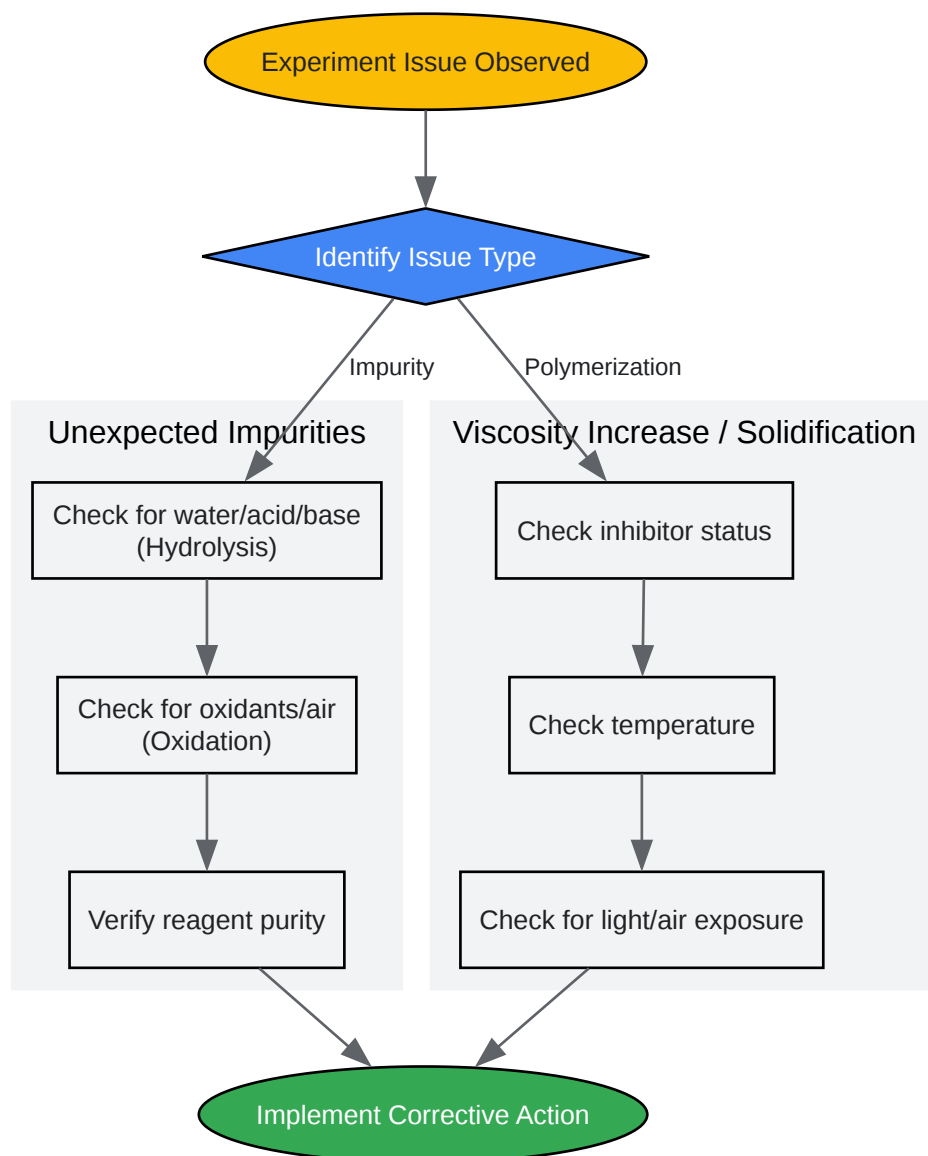 Experiment Issue Observed
Identify Issue Type
Impurity
Polymerization
Unexpected Impurities
Viscosity Increase / Solidification
Check for water/acid/base
(Hydrolysis)
Check inhibitor status
Check for oxidants/air
(Oxidation)
Check temperature
Verify reagent purity
Check for light/air exposure
Implement Corrective Action